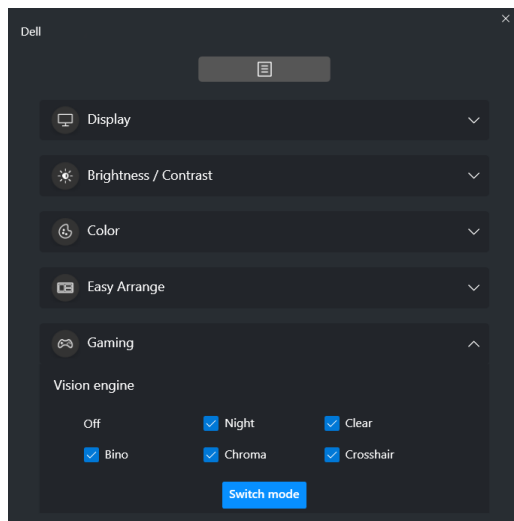 Dell
Display
Brightness / Contrast
Color
Easy Arrange
Gaming
Vision engine
Off Night Clear
Bino Chroma Crosshair
Switch mode